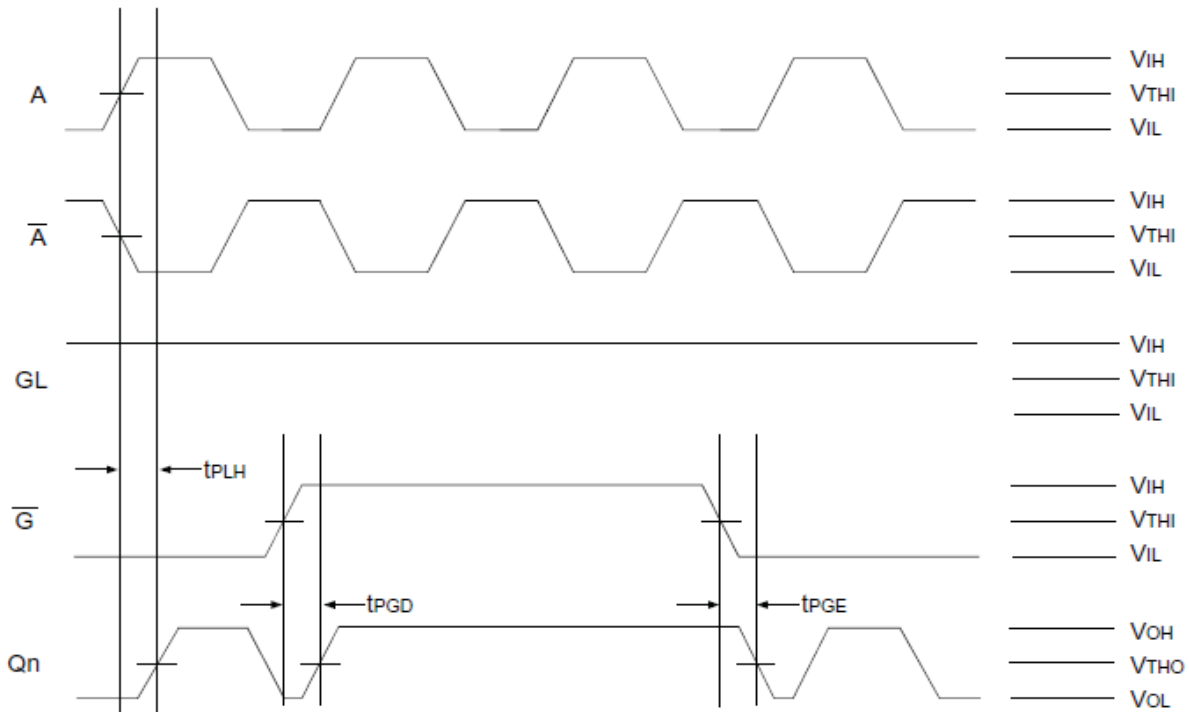 A
VIH
VTHI
VIL
A̅
VIH
VTHI
VIL
GL
VIH
VTHI
VIL
tPLH
G̅
VIH
VTHI
VIL
tPGD
tPGE
Qn
VOH
VTHO
VOL